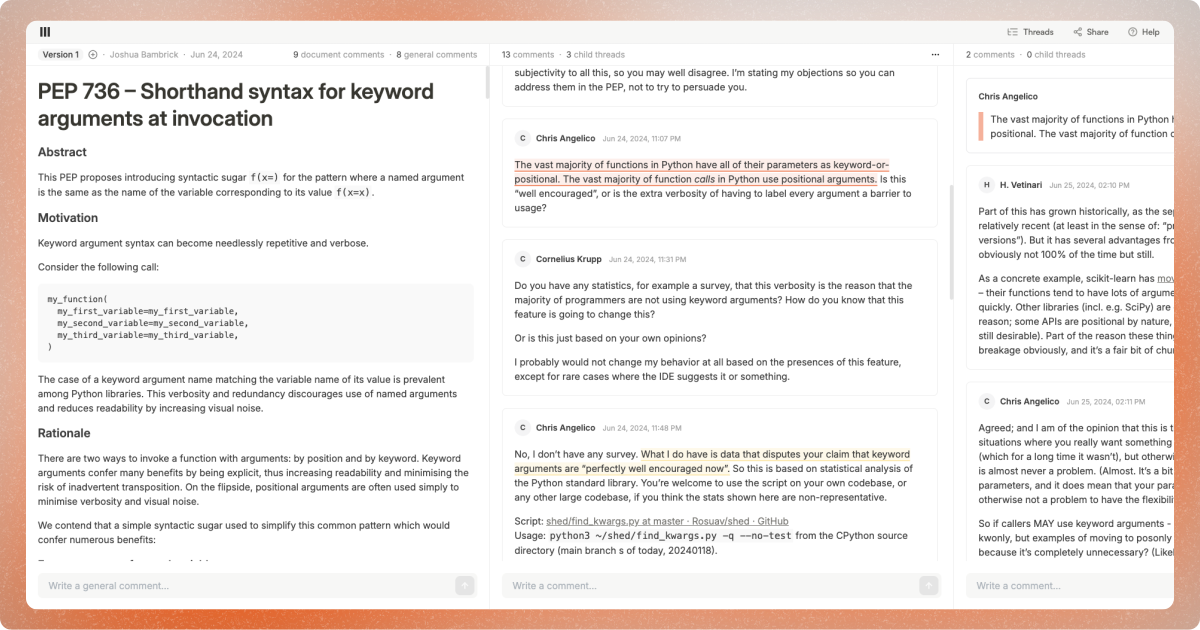 Threads
Share
Help
Version 1 · Joshua Bambrick · Jun 24, 2024
9 document comments · 8 general comments
PEP 736 – Shorthand syntax for keyword
arguments at invocation
Abstract
This PEP proposes introducing syntactic sugar f(x=) for the pattern where a named argument
is the same as the name of the variable corresponding to its value f(x=x).
Motivation
Keyword argument syntax can become needlessly repetitive and verbose.
Consider the following call:
my_function(
my_first_variable=my_first_variable,
my_second_variable=my_second_variable,
my_third_variable=my_third_variable,
)
The case of a keyword argument name matching the variable name of its value is prevalent
among Python libraries. This verbosity and redundancy discourages use of named arguments
and reduces readability by increasing visual noise.
Rationale
There are two ways to invoke a function with arguments: by position and by keyword. Keyword
arguments confer many benefits by being explicit, thus increasing readability and minimising the
risk of inadvertent transposition. On the flipside, positional arguments are often used simply to
minimise verbosity and visual noise.
We contend that a simple syntactic sugar used to simplify this common pattern which would
confer numerous benefits:
Write a general comment...
13 comments · 3 child threads
subjectivity to all this, so you may well disagree. I'm stating my objections so you can
address them in the PEP, not to try to persuade you.
C Chris Angelico Jun 24, 2024, 11:07 PM
The vast majority of functions in Python have all of their parameters as keyword-or-
positional. The vast majority of function calls in Python use positional arguments. Is this
“well encouraged”, or is the extra verbosity of having to label every argument a barrier to
usage?
C Cornelius Krupp Jun 24, 2024, 11:31 PM
Do you have any statistics, for example a survey, that this verbosity is the reason that the
majority of programmers are not using keyword arguments? How do you know that this
feature is going to change this?
Or is this just based on your own opinions?
I probably would not change my behavior at all based on the presences of this feature,
except for rare cases where the IDE suggests it or something.
C Chris Angelico Jun 24, 2024, 11:48 PM
No, I don’t have any survey. What I do have is data that disputes your claim that keyword
arguments are “perfectly well encouraged now”. So this is based on statistical analysis of
the Python standard library. You’re welcome to use the script on your own codebase, or
any other large codebase, if you think the stats shown here are non-representative.
Script: shed/find_kwargs.py at master · Rosuav/shed · GitHub
Usage: python3 ~/shed/find_kwargs.py -q --no-test from the CPython source
directory (main branch s of today, 20240118).
Write a comment...
2 comments · 0 child threads
Chris Angelico
The vast majority of functions in Python
positional. The vast majority of function
H H. Vetinari Jun 25, 2024, 02:10 PM
Part of this has grown historically, as the
relatively recent (at least in the sense of:
versions”). But it has several advantages
obviously not 100% of the time but still.
As a concrete example, scikit-learn has
– their functions tend to have lots of
quickly. Other libraries (incl. e.g. SciPy) are
reason; some APIs are positional by nature,
still desirable). Part of the reason these
breakage obviously, and it’s a fair bit of
C Chris Angelico Jun 25, 2024, 02:11 PM
Agreed; and I am of the opinion that this is
situations where you really want something
(which for a long time it wasn’t), but
is almost never a problem. (Almost. It’s a bit
parameters, and it does mean that your
otherwise not a problem to have the
So if callers MAY use keyword arguments -
kwonly, but examples of moving to posonly
because it’s completely unnecessary?
Write a comment...